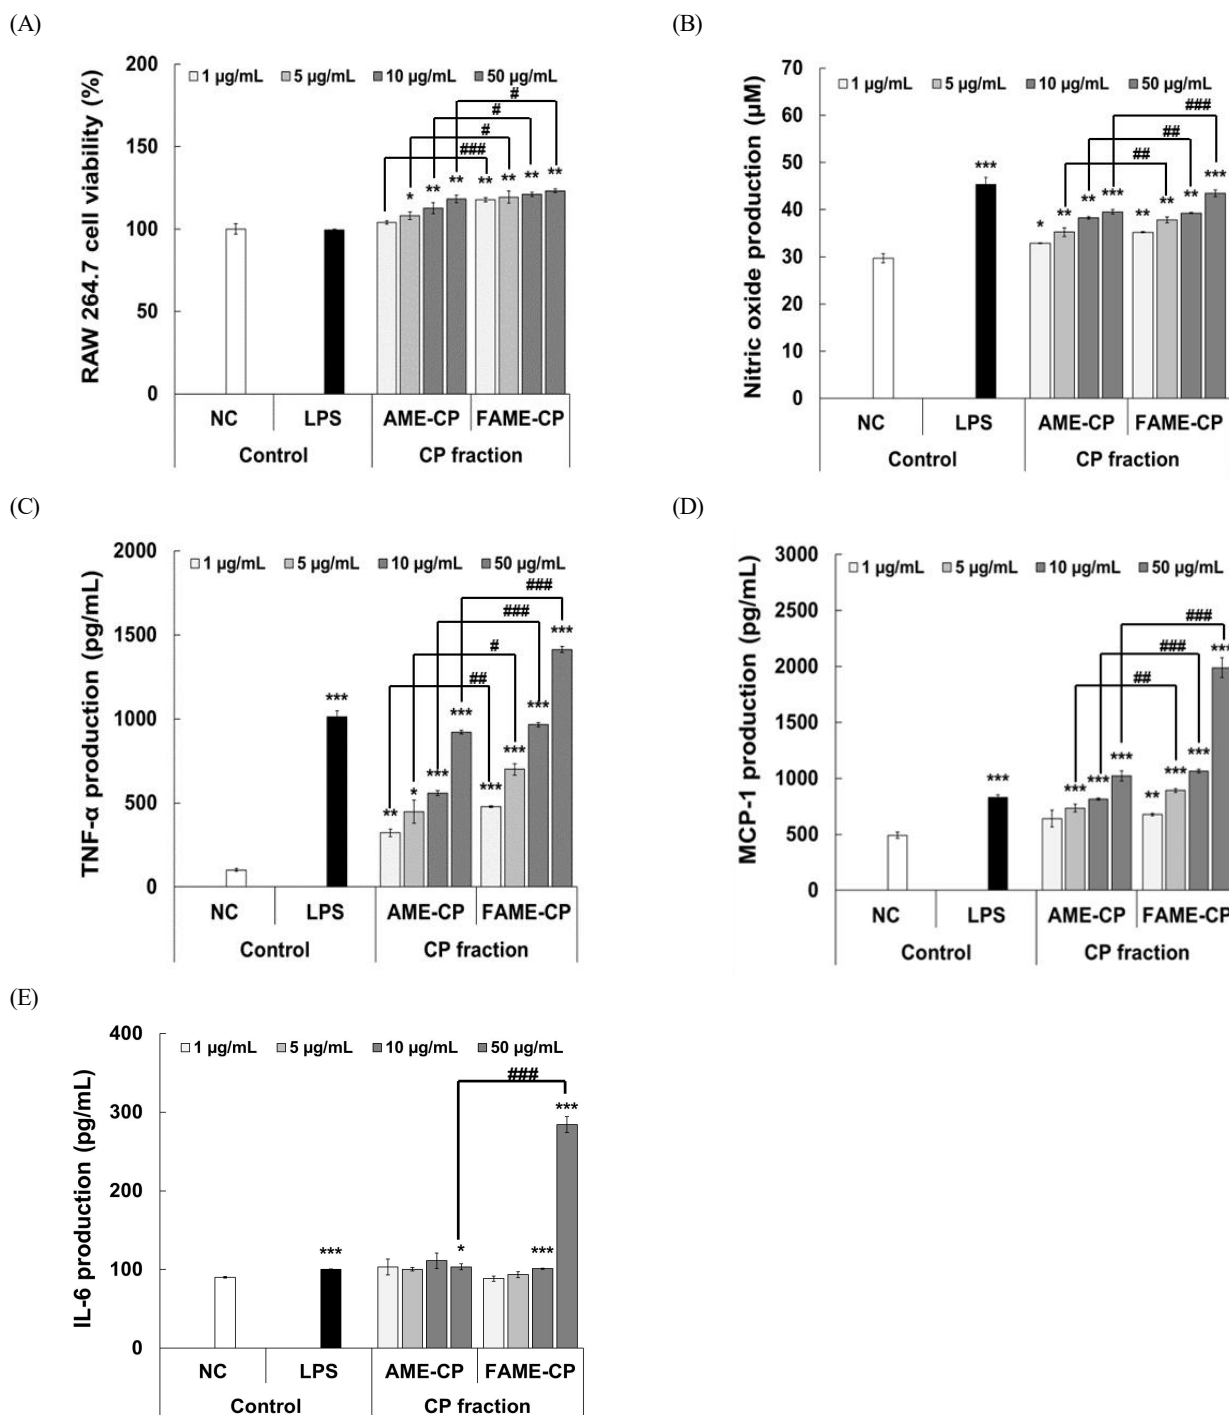 (A)
RAW 264.7 cell viability (%)
200
150
100
50
0
1 µg/mL 5 µg/mL 10 µg/mL 50 µg/mL
#
#
#
###
* ** ** ** ** ** **
NC LPS AME-CP FAME-CP
Control CP fraction
(B)
Nitric oxide production (µM)
70
60
50
40
30
20
10
0
1 µg/mL 5 µg/mL 10 µg/mL 50 µg/mL
###
##
##
*** * ** ** *** ** ** ** ***
NC LPS AME-CP FAME-CP
Control CP fraction
(C)
TNF-α production (pg/mL)
2000
1500
1000
500
0
1 µg/mL 5 µg/mL 10 µg/mL 50 µg/mL
###
###
#
##
*** ** * *** *** *** *** *** ***
NC LPS AME-CP FAME-CP
Control CP fraction
(D)
MCP-1 production (pg/mL)
3000
2500
2000
1500
1000
500
0
1 µg/mL 5 µg/mL 10 µg/mL 50 µg/mL
###
###
##
*** *** *** *** ** *** *** ***
NC LPS AME-CP FAME-CP
Control CP fraction
(E)
IL-6 production (pg/mL)
400
300
200
100
0
1 µg/mL 5 µg/mL 10 µg/mL 50 µg/mL
###
*** * *** ***
NC LPS AME-CP FAME-CP
Control CP fraction